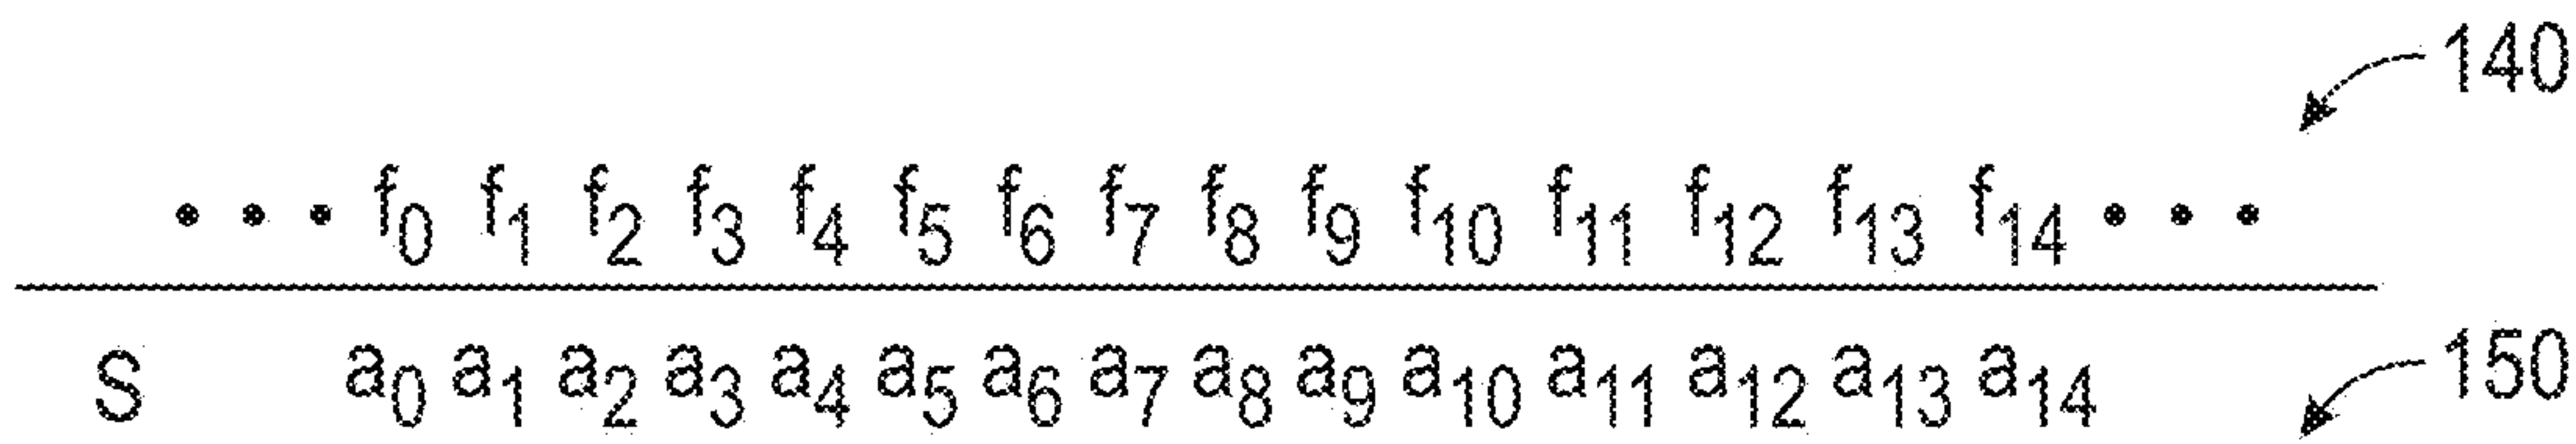 140
• • • f₀ f₁ f₂ f₃ f₄ f₅ f₆ f₇ f₈ f₉ f₁₀ f₁₁ f₁₂ f₁₃ f₁₄ • • •
S a₀ a₁ a₂ a₃ a₄ a₅ a₆ a₇ a₈ a₉ a₁₀ a₁₁ a₁₂ a₁₃ a₁₄ 150